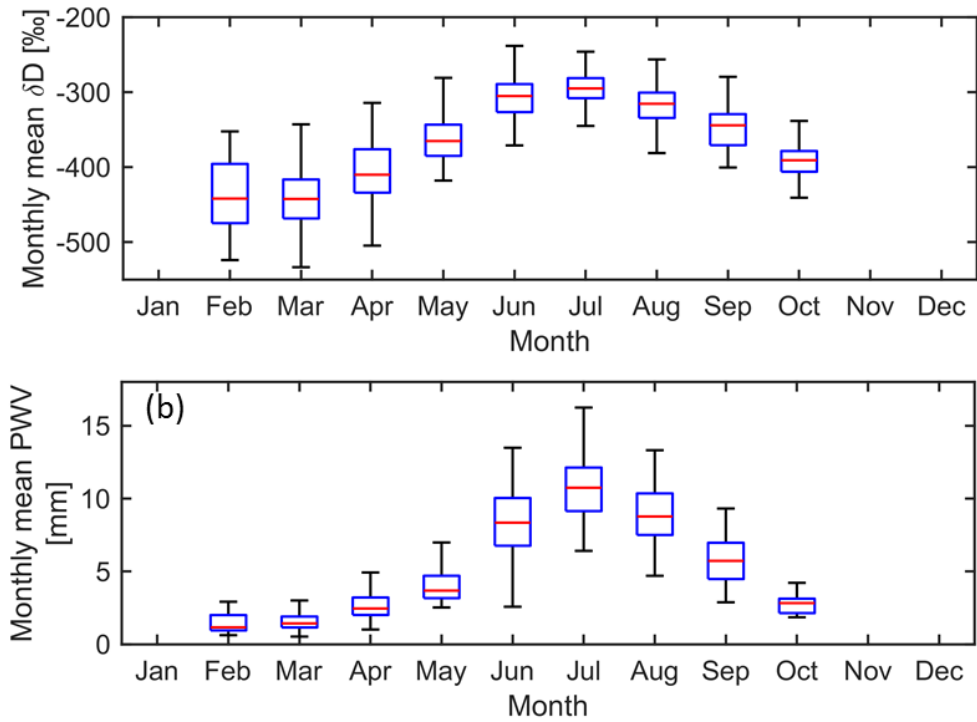 Monthly mean δD [‰]
-200
-300
-400
-500
Jan Feb Mar Apr May Jun Jul Aug Sep Oct Nov Dec
Month
(b)
Monthly mean PWV
[mm]
15
10
5
0
Jan Feb Mar Apr May Jun Jul Aug Sep Oct Nov Dec
Month